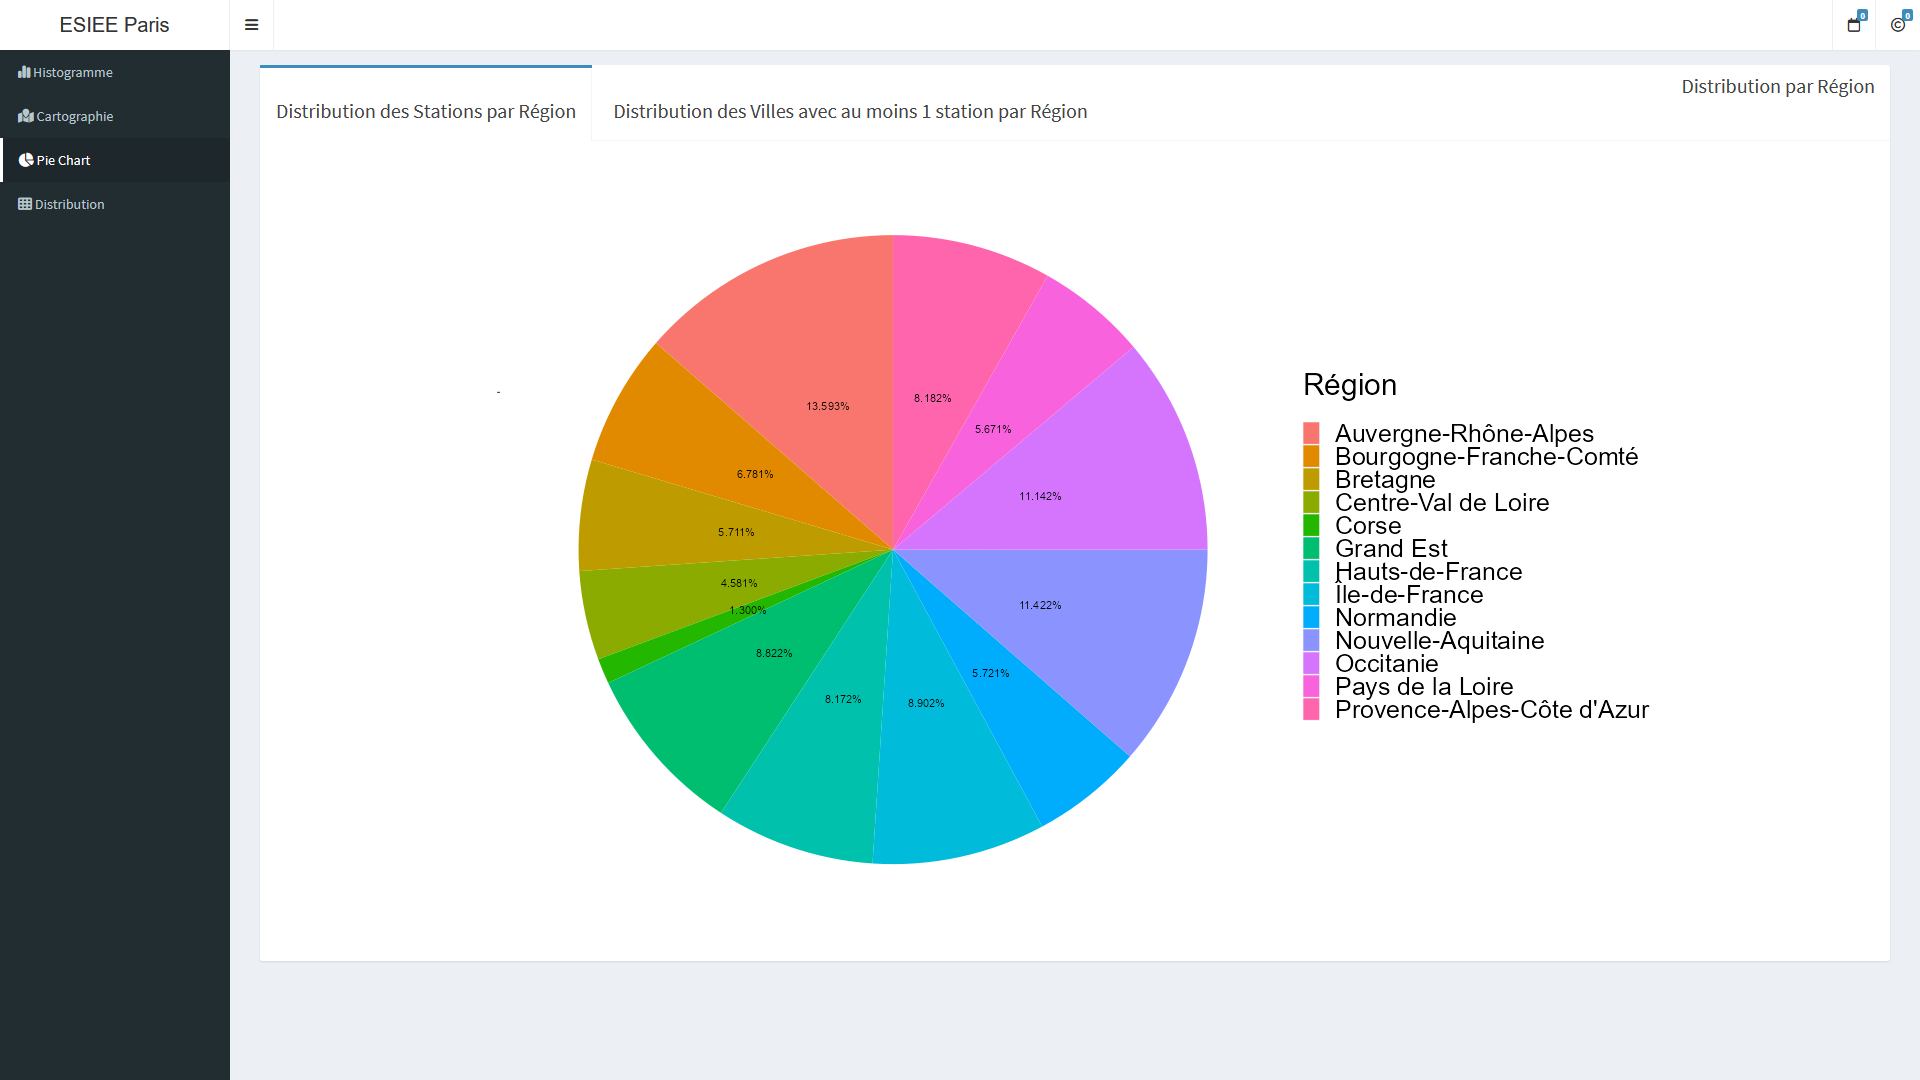 ESIEE Paris
0
0
Histogramme
Cartographie
Pie Chart
Distribution
Distribution des Stations par Région
Distribution des Villes avec au moins 1 station par Région
Distribution par Région
-
13.593%
8.182%
5.671%
6.781%
11.142%
5.711%
4.581%
1.300%
11.422%
8.822%
5.721%
8.172%
8.902%
Région
Auvergne-Rhône-Alpes
Bourgogne-Franche-Comté
Bretagne
Centre-Val de Loire
Corse
Grand Est
Hauts-de-France
Île-de-France
Normandie
Nouvelle-Aquitaine
Occitanie
Pays de la Loire
Provence-Alpes-Côte d'Azur